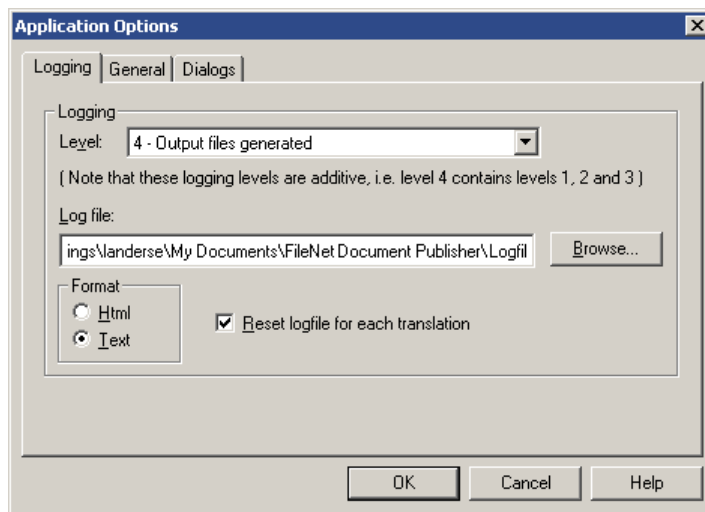 Application Options
Logging General Dialogs
Logging
Level: 4 - Output files generated
( Note that these logging levels are additive, i.e. level 4 contains levels 1, 2 and 3 )
Log file:
ings\landerse\My Documents\FileNet Document Publisher\Logfil Browse...
Format
Html
Text
Reset logfile for each translation
OK Cancel Help